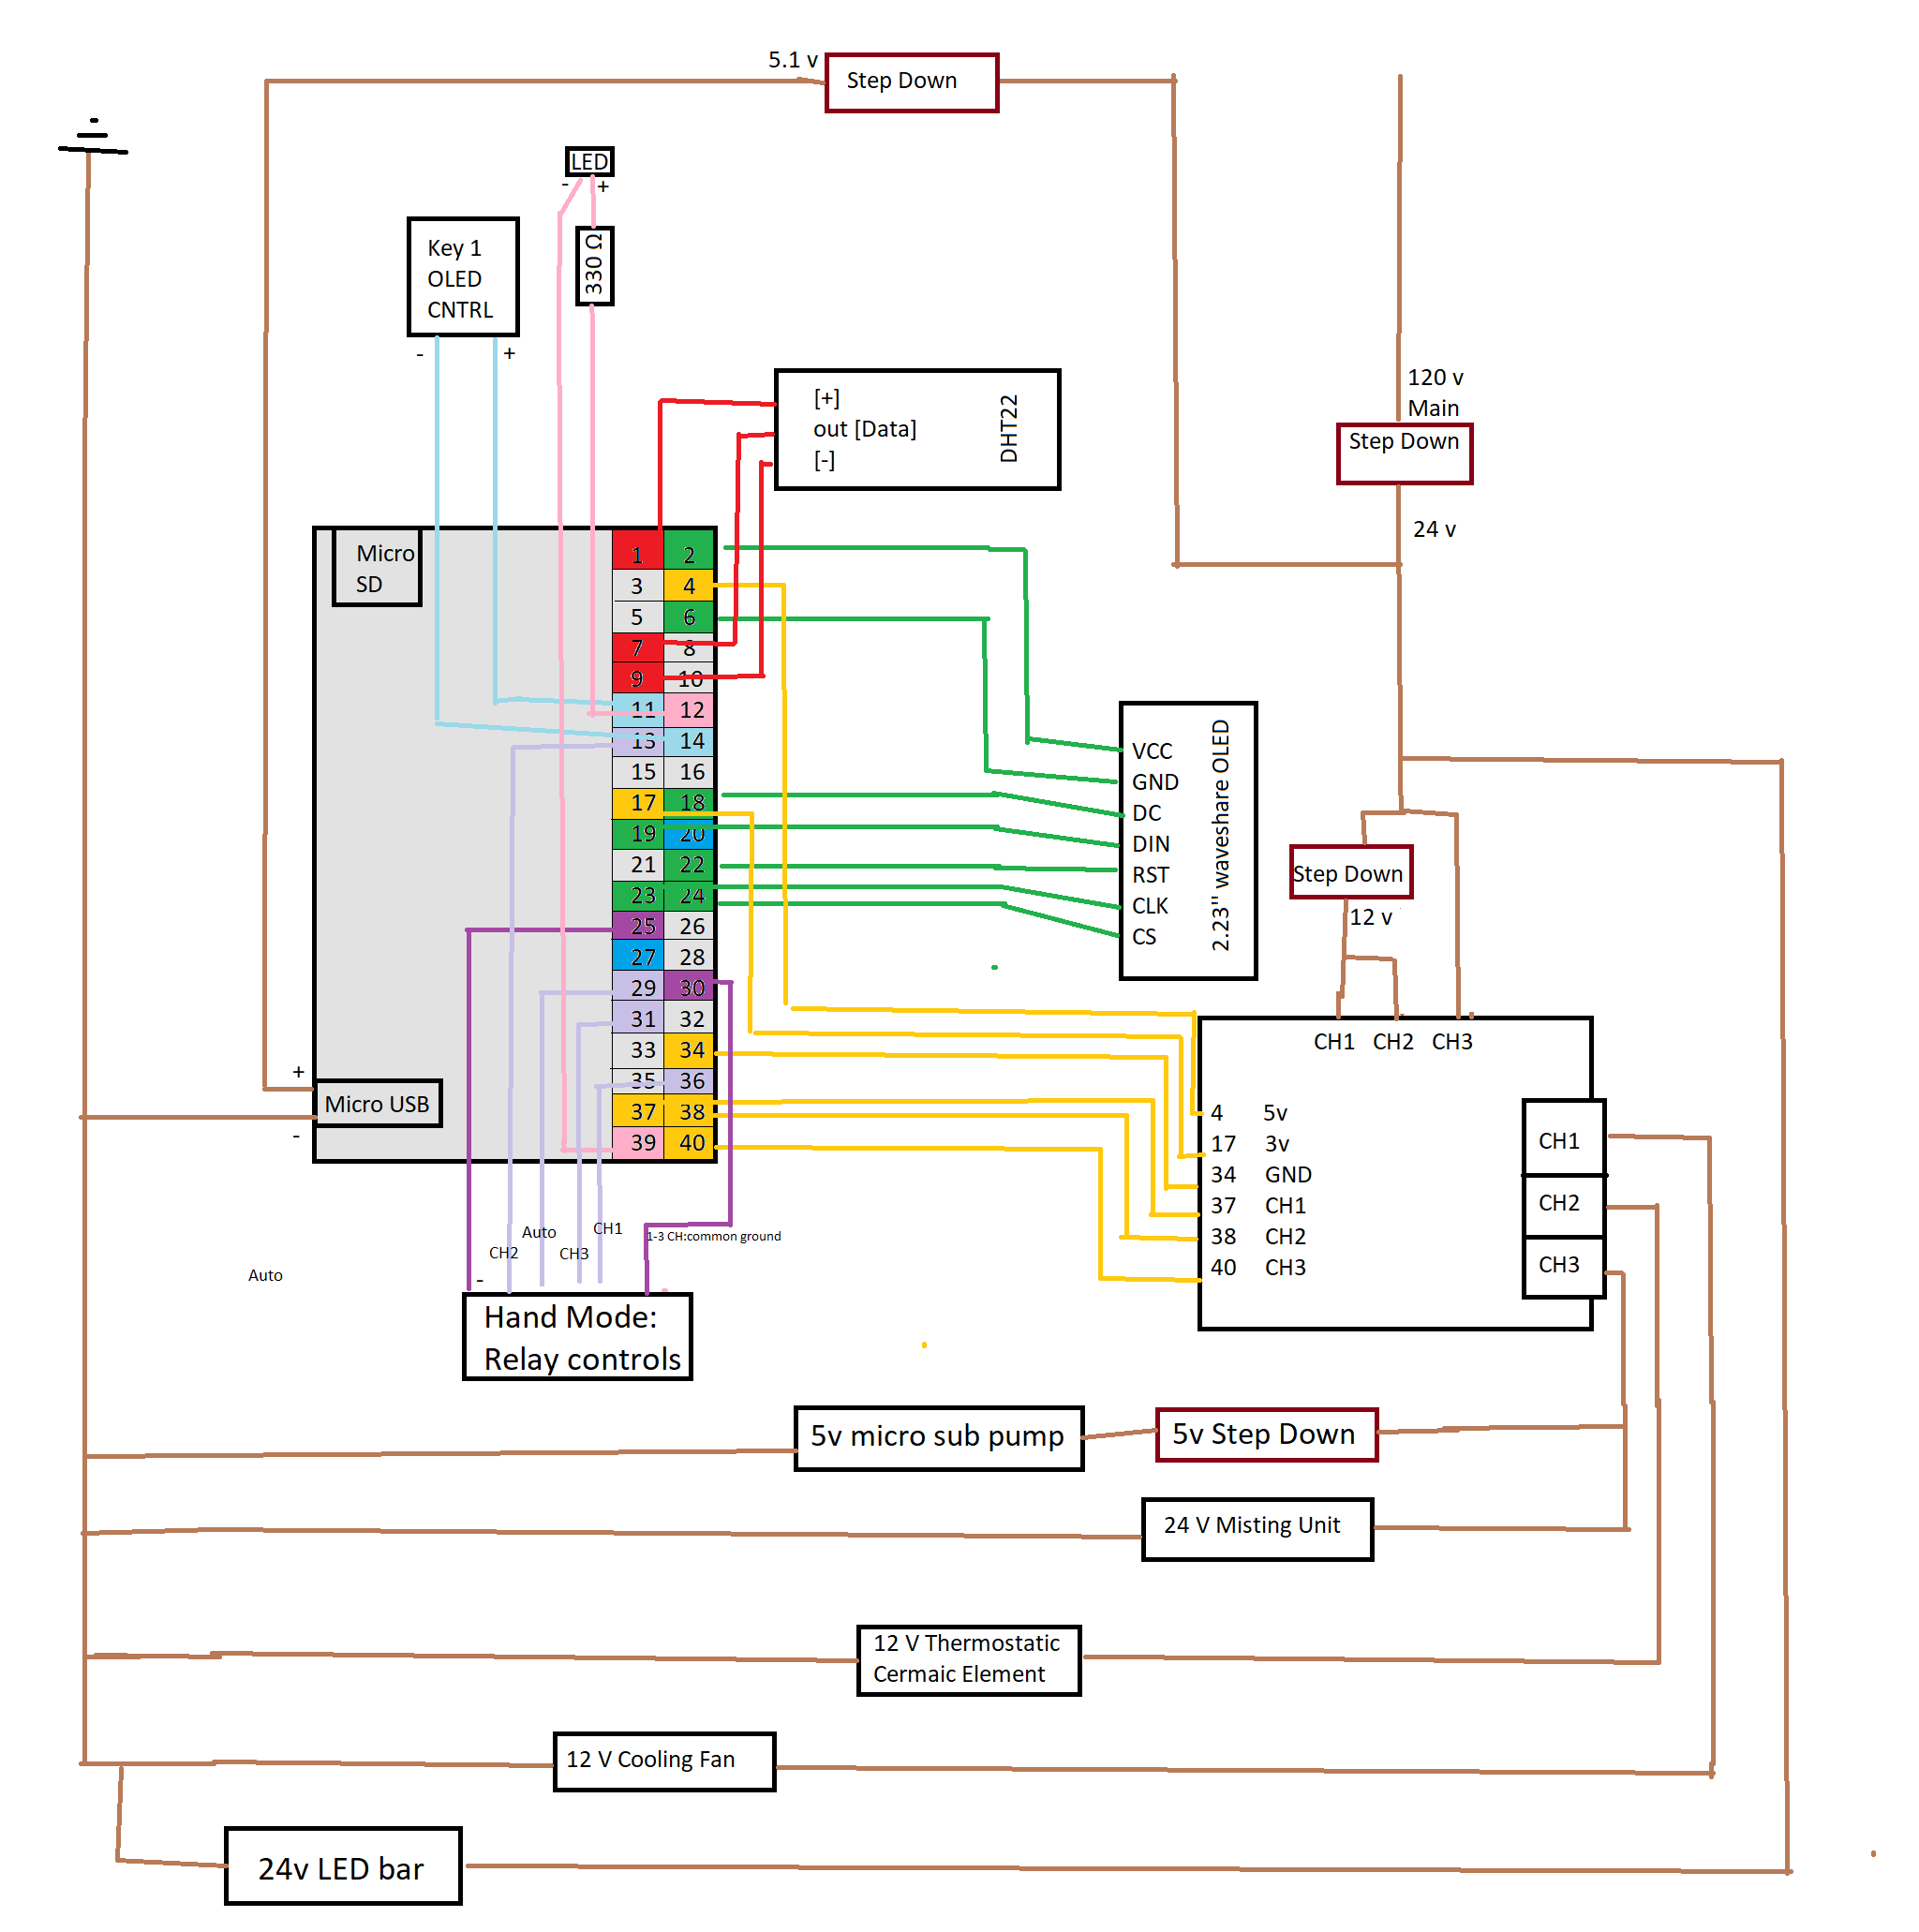 5.1 v
Step Down
LED
- +
Key 1
OLED
CNTRL
- +
330 Ω
[+]
out [Data]
[-]
DHT22
120 v
Main
Step Down
24 v
Micro
SD
1 2
3 4
5 6
7 8
9 10
11 12
13 14
15 16
17 18
19 20
21 22
23 24
25 26
27 28
29 30
31 32
33 34
35 36
37 38
39 40
VCC
GND
DC
DIN
RST
CLK
CS
2.23" waveshare OLED
Step Down
12 v
CH1 CH2 CH3
+
Micro USB
-
4 5v
17 3v
34 GND
37 CH1
38 CH2
40 CH3
CH1
CH2
CH3
CH1
Auto
1-3 CH:common ground
CH2
CH3
Auto
-
Hand Mode:
Relay controls
5v micro sub pump
5v Step Down
24 V Misting Unit
12 V Thermostatic
Cermaic Element
12 V Cooling Fan
24v LED bar